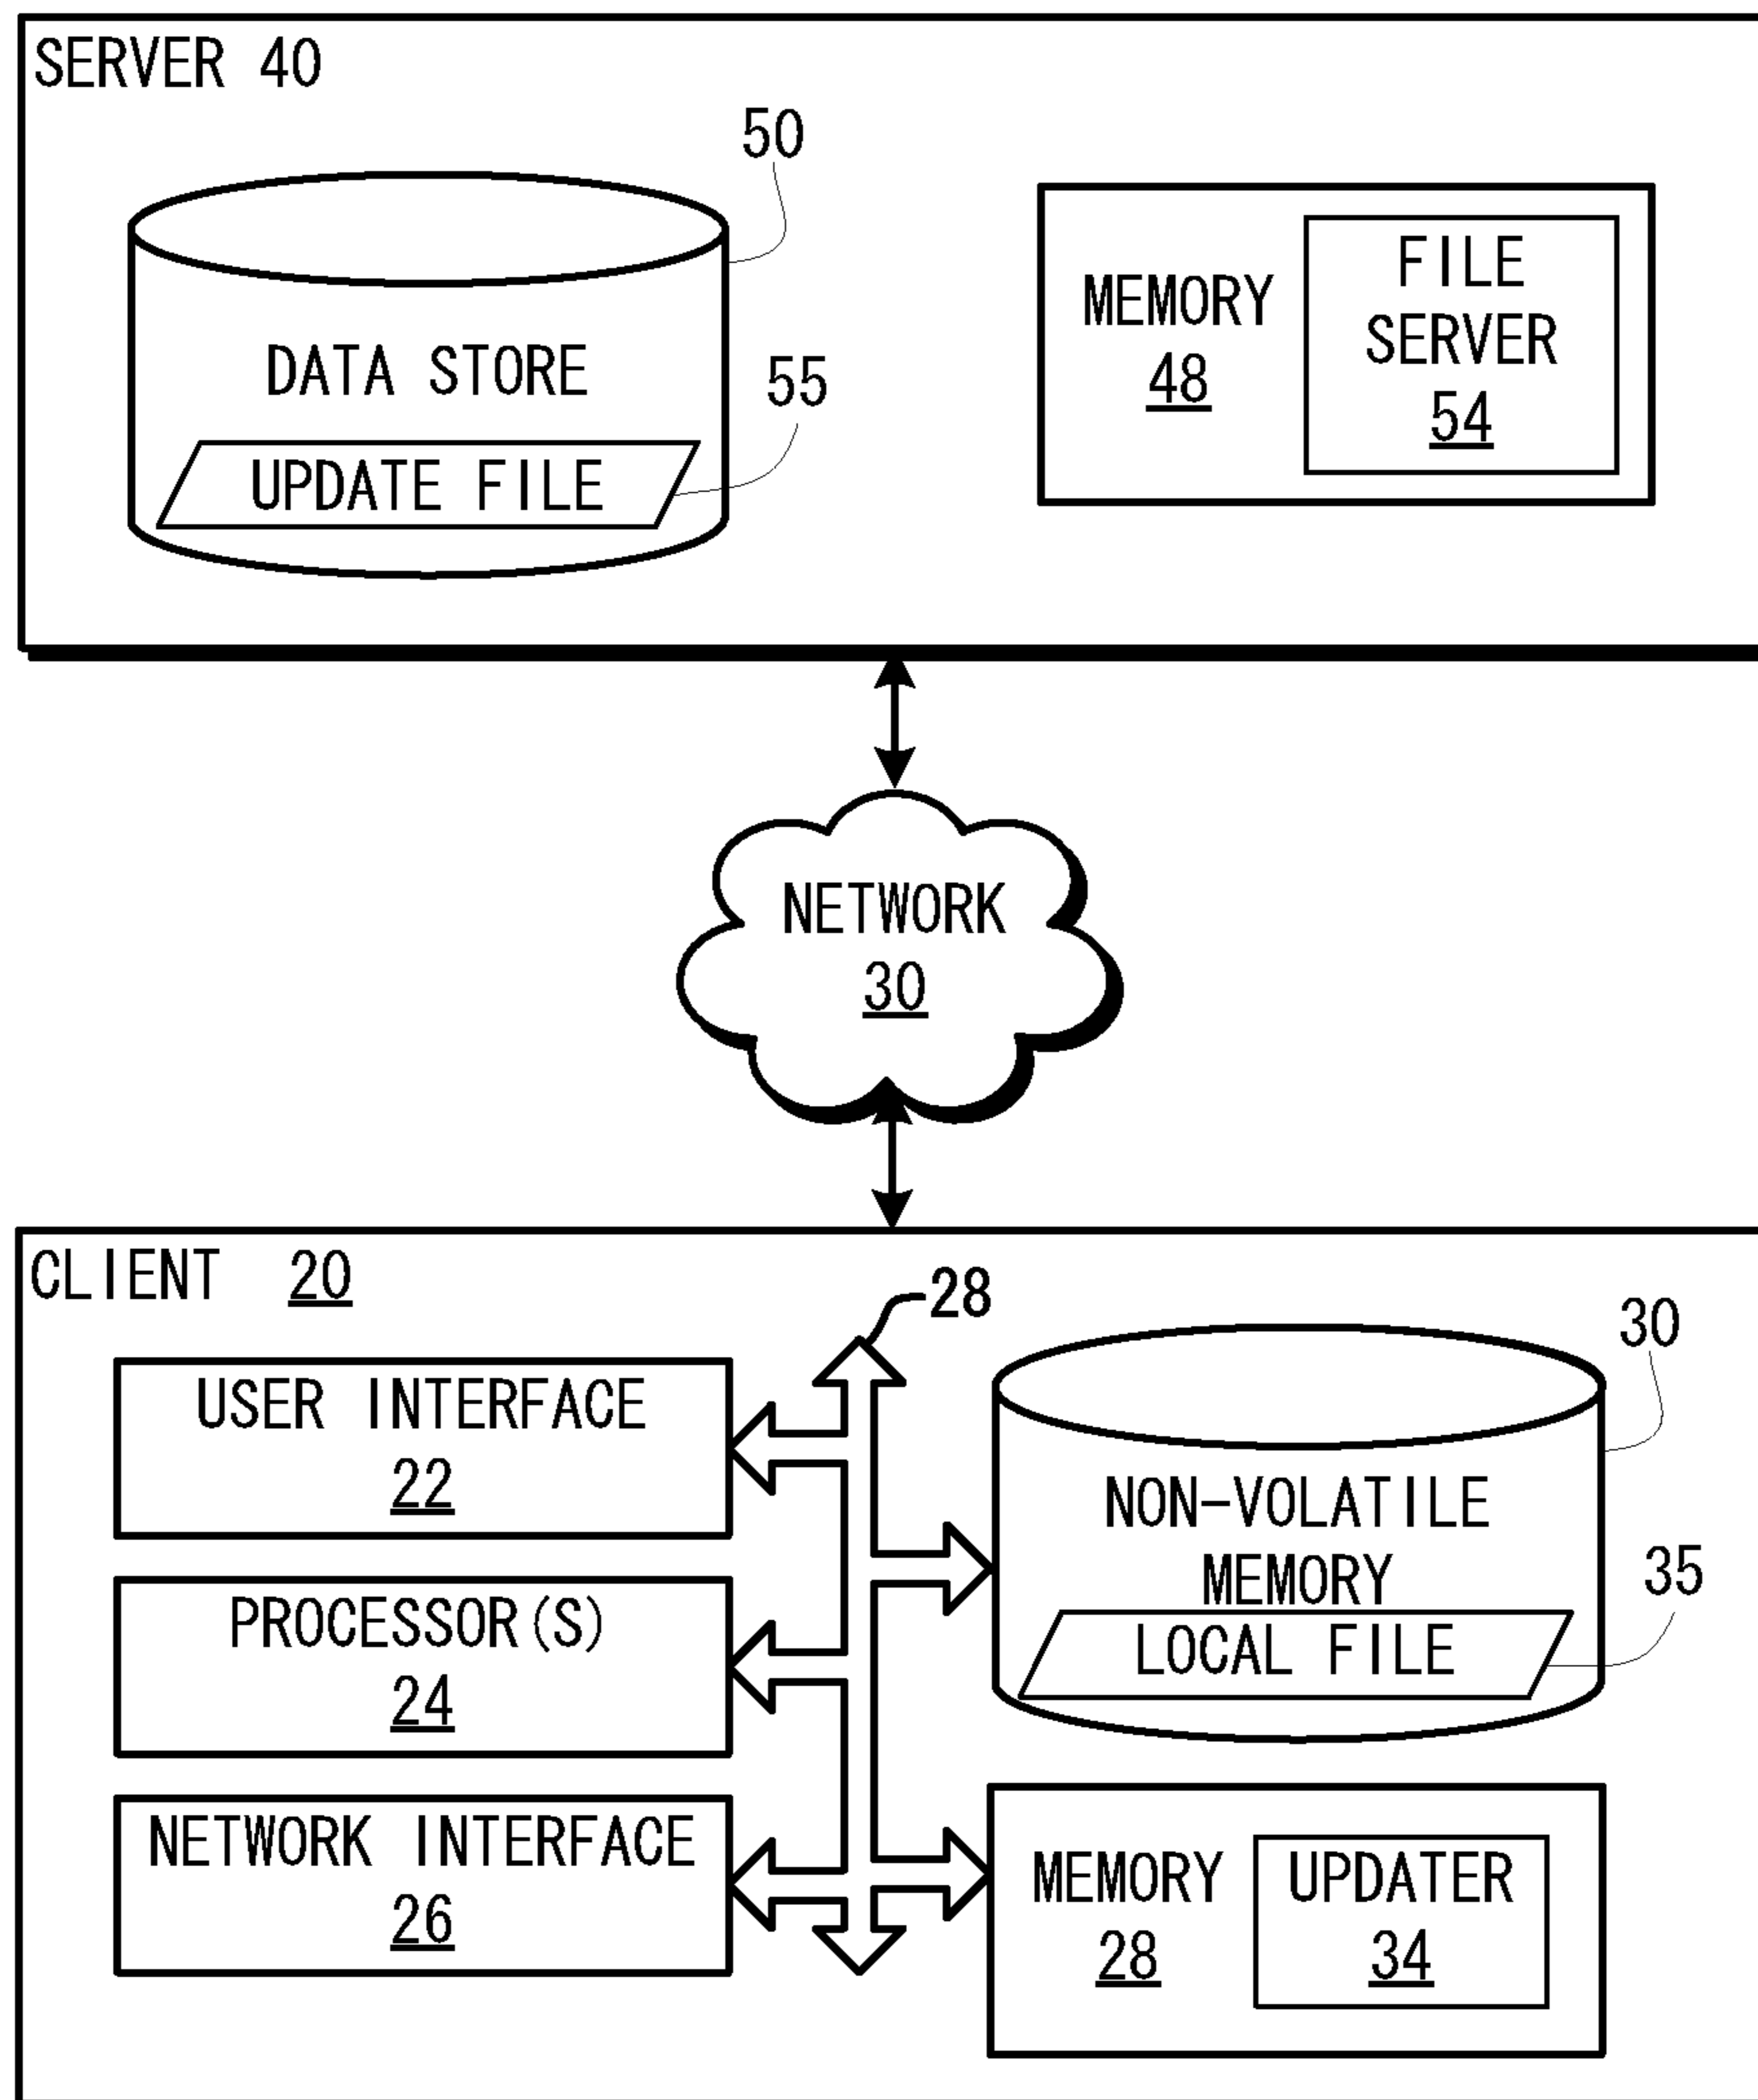 SERVER 40
50
DATA STORE
55
UPDATE FILE
MEMORY
48
FILE
SERVER
54
NETWORK
30
CLIENT 20
28
USER INTERFACE
22
PROCESSOR(S)
24
NETWORK INTERFACE
26
30
NON-VOLATILE
MEMORY
35
LOCAL FILE
MEMORY
28
UPDATER
34